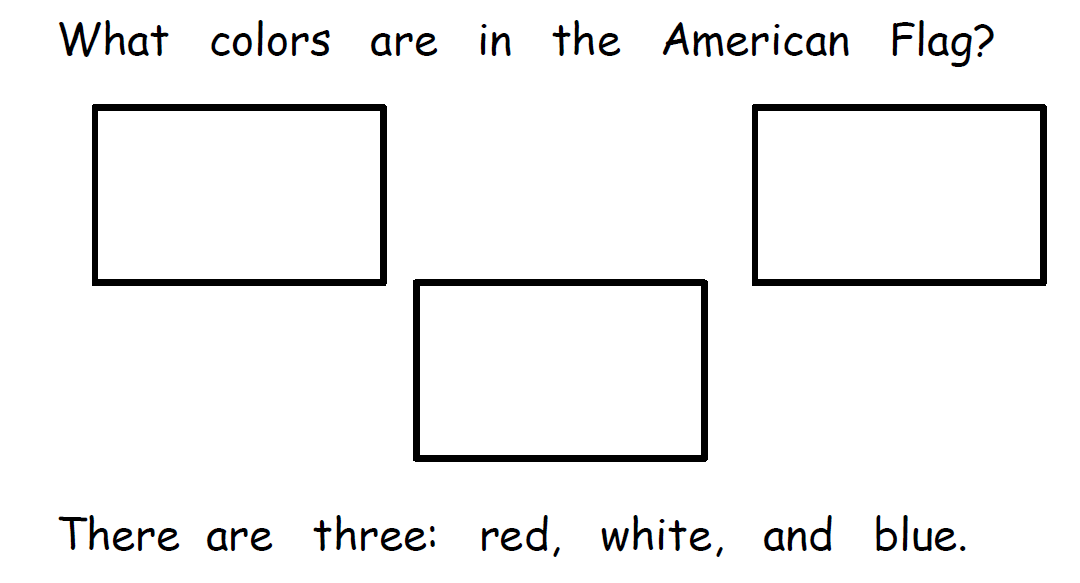 What colors are in the American Flag?
There are three: red, white, and blue.